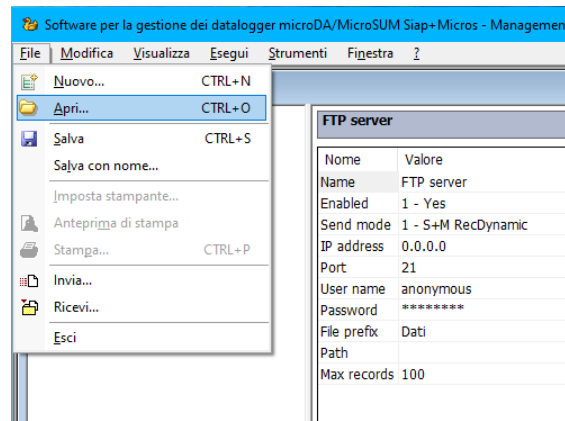 Software per la gestione dei datalogger microDA/MicroSUM Siap+Micros - Managemen
File Modifica Visualizza Esegui Strumenti Finestra ?
Nuovo... CTRL+N
Apri... CTRL+O
Salva CTRL+S
Salva con nome...
Imposta stampante...
Anteprima di stampa
Stampa... CTRL+P
Invia...
Ricevi...
Esci
FTP server
Nome Valore
Name FTP server
Enabled 1 - Yes
Send mode 1 - S+M RecDynamic
IP address 0.0.0.0
Port 21
User name anonymous
Password ********
File prefix Dati
Path
Max records 100